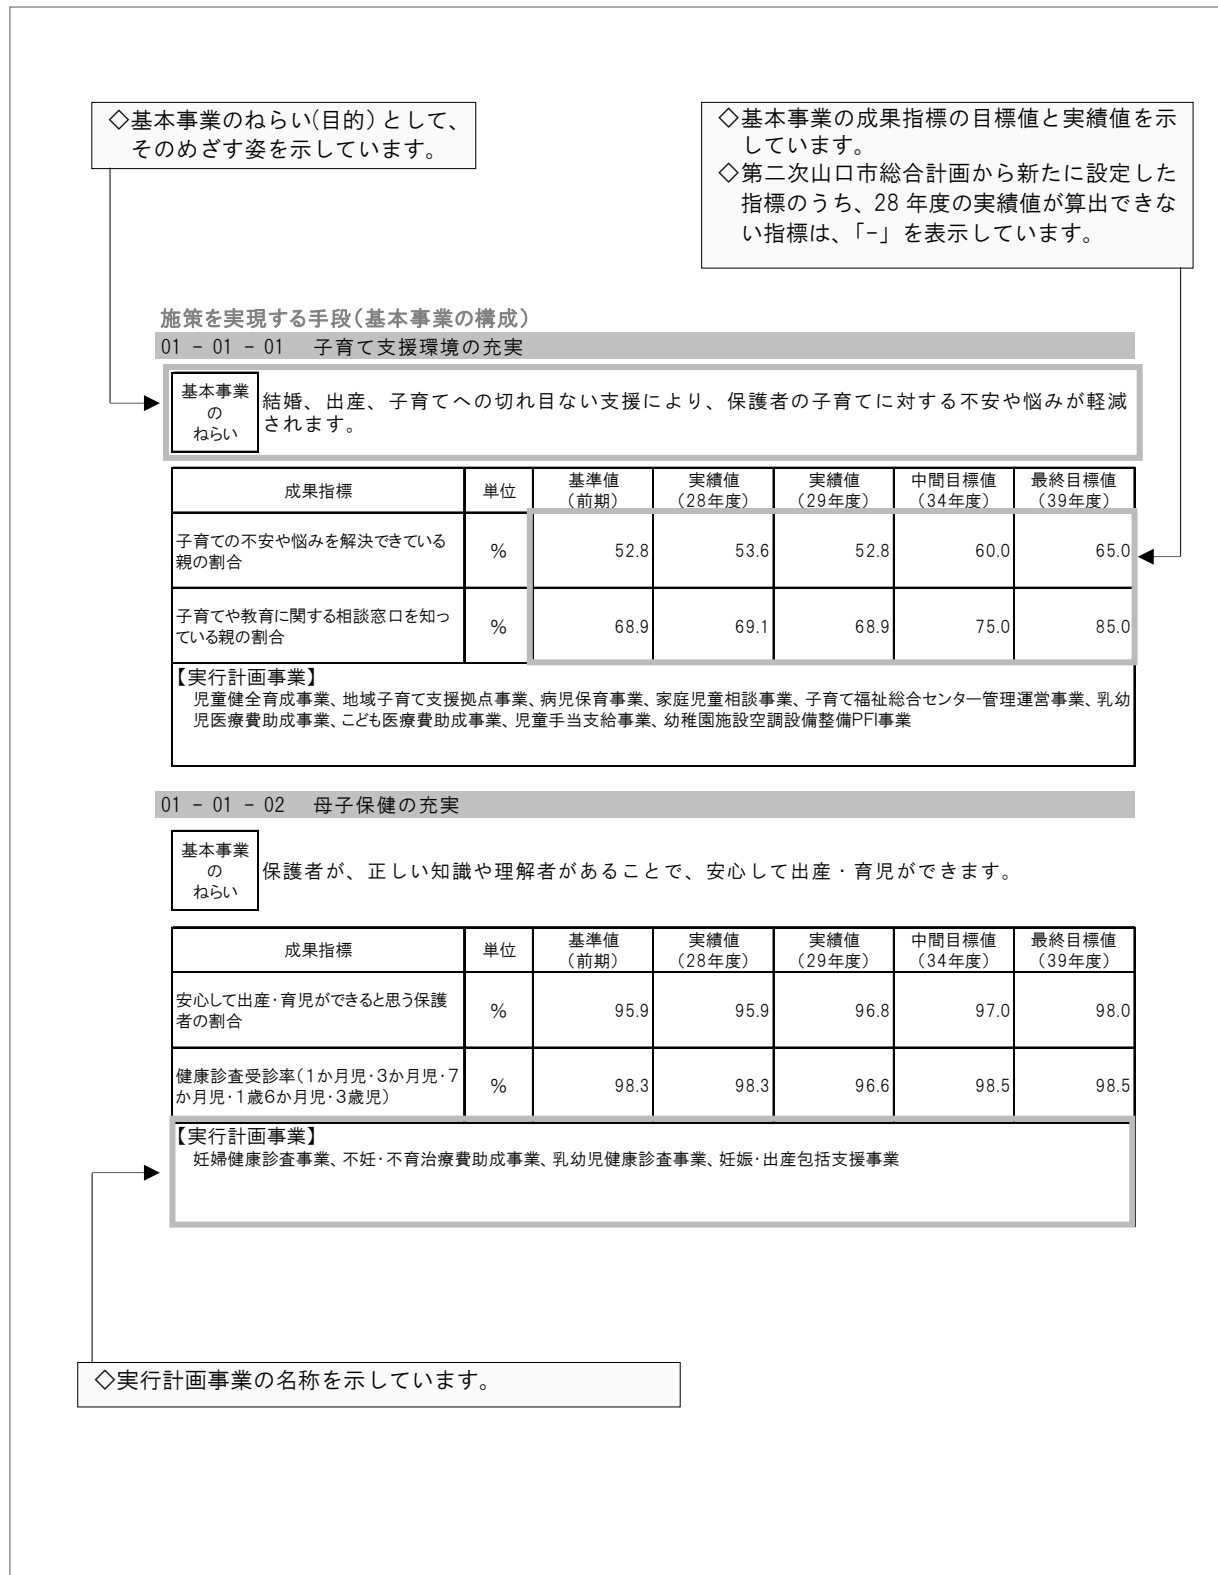 ◇基本事業のねらい(目的)として、
そのめざす姿を示しています。
◇基本事業の成果指標の目標値と実績値を示
しています。
◇第二次山口市総合計画から新たに設定した
指標のうち、28 年度の実績値が算出できな
い指標は、「-」を表示しています。
施策を実現する手段(基本事業の構成)
01 - 01 - 01 子育て支援環境の充実
基本事業
の
ねらい
結婚、出産、子育てへの切れ目ない支援により、保護者の子育てに対する不安や悩みが軽減
されます。
成果指標 単位 基準値(前期) 実績値(28年度) 実績値(29年度) 中間目標値(34年度) 最終目標値(39年度)
子育ての不安や悩みを解決できている
親の割合
% 52.8 53.6 52.8 60.0 65.0
子育てや教育に関する相談窓口を知っ
ている親の割合
% 68.9 69.1 68.9 75.0 85.0
【実行計画事業】
児童健全育成事業、地域子育て支援拠点事業、病児保育事業、家庭児童相談事業、子育て福祉総合センター管理運営事業、乳幼
児医療費助成事業、こども医療費助成事業、児童手当支給事業、幼稚園施設空調設備整備PFI事業
01 - 01 - 02 母子保健の充実
基本事業
の
ねらい
保護者が、正しい知識や理解者があることで、安心して出産・育児ができます。
成果指標 単位 基準値(前期) 実績値(28年度) 実績値(29年度) 中間目標値(34年度) 最終目標値(39年度)
安心して出産・育児ができると思う保護
者の割合
% 95.9 95.9 96.8 97.0 98.0
健康診査受診率(1か月児・3か月児・7
か月児・1歳6か月児・3歳児)
% 98.3 98.3 96.6 98.5 98.5
【実行計画事業】
妊婦健康診査事業、不妊・不育治療費助成事業、乳幼児健康診査事業、妊娠・出産包括支援事業
◇実行計画事業の名称を示しています。